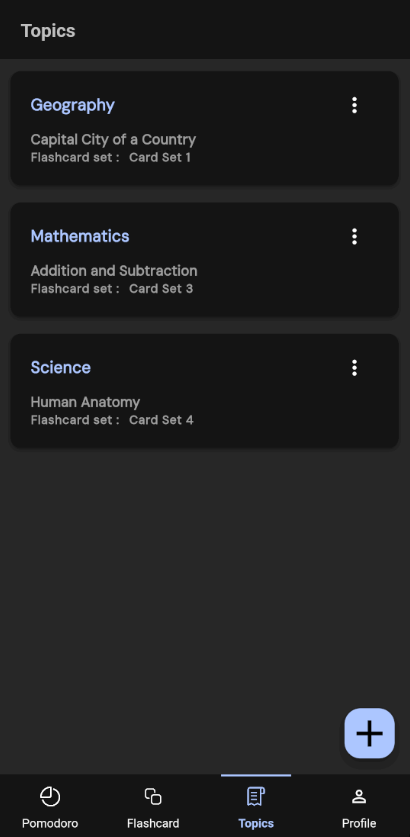 Topics
Geography
Capital City of a Country
Flashcard set : Card Set 1
Mathematics
Addition and Subtraction
Flashcard set : Card Set 3
Science
Human Anatomy
Flashcard set : Card Set 4
Pomodoro Flashcard Topics Profile